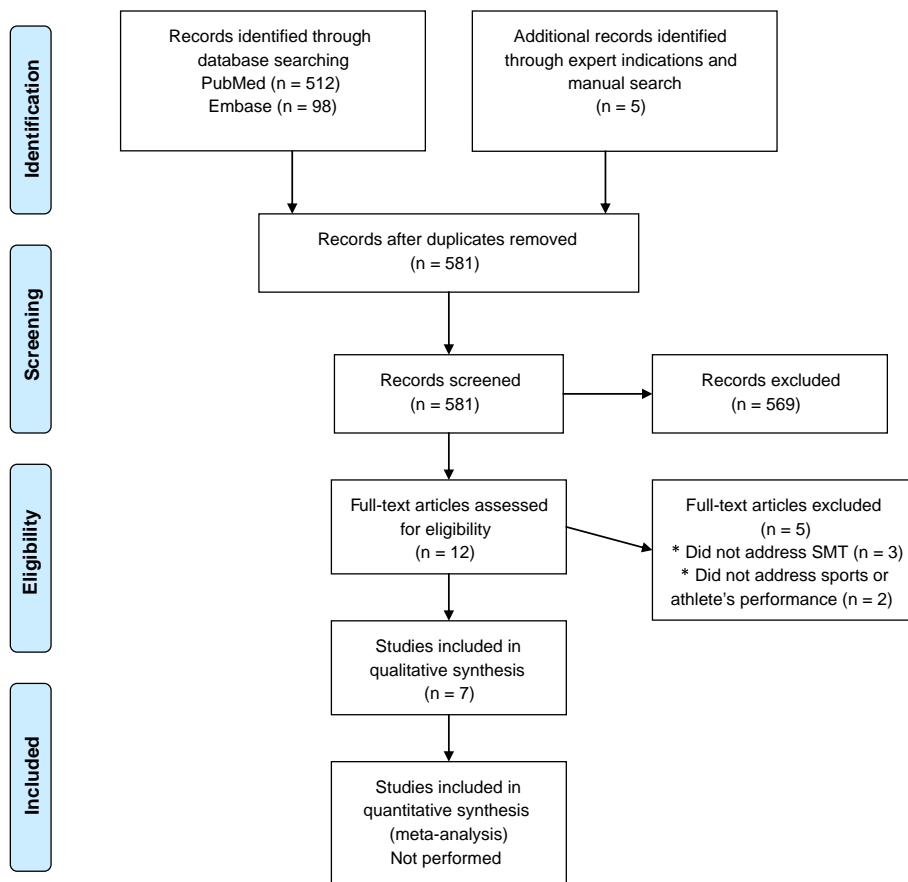 Identification
Records identified through
database searching
PubMed (n = 512)
Embase (n = 98)
Additional records identified
through expert indications and
manual search
(n = 5)
Records after duplicates removed
(n = 581)
Screening
Records screened
(n = 581)
Records excluded
(n = 569)
Eligibility
Full-text articles assessed
for eligibility
(n = 12)
Full-text articles excluded
(n = 5)
* Did not address SMT (n = 3)
* Did not address sports or
athlete's performance (n = 2)
Studies included in
qualitative synthesis
(n = 7)
Included
Studies included in
quantitative synthesis
(meta-analysis)
Not performed